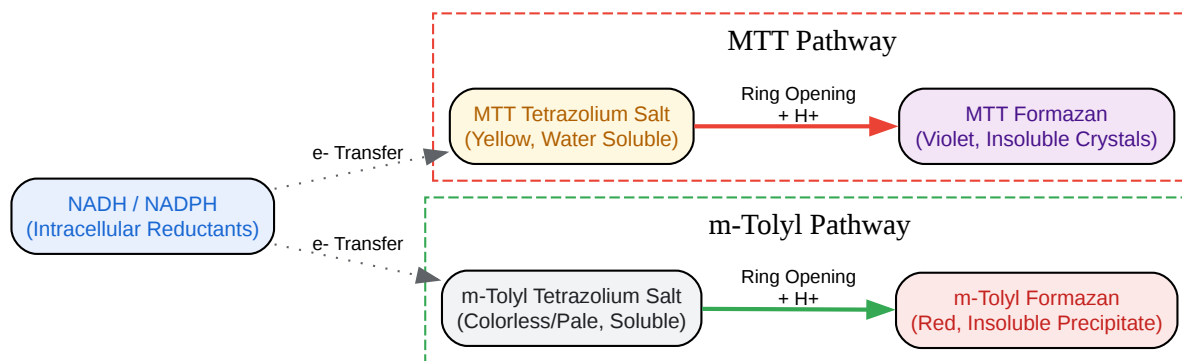 MTT Pathway
MTT Tetrazolium Salt
(Yellow, Water Soluble)
Ring Opening
+ H+
MTT Formazan
(Violet, Insoluble Crystals)
e- Transfer
NADH / NADPH
(Intracellular Reductants)
e- Transfer
m-Tolyl Pathway
m-Tolyl Tetrazolium Salt
(Colorless/Pale, Soluble)
Ring Opening
+ H+
m-Tolyl Formazan
(Red, Insoluble Precipitate)